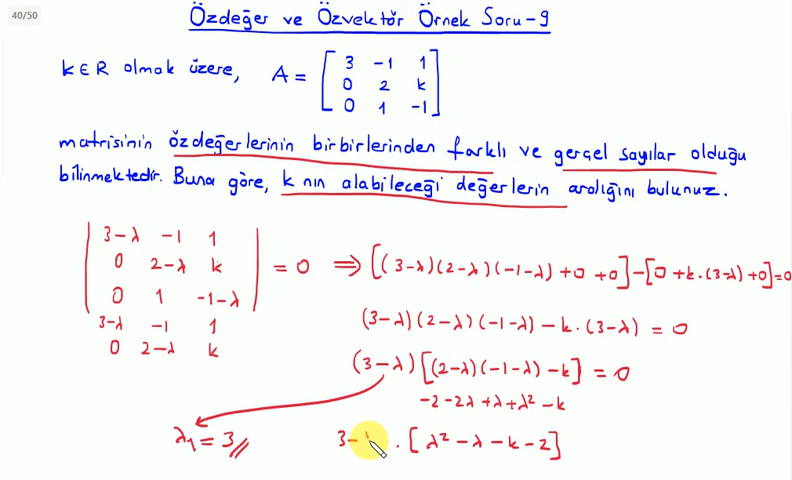 40/50
Özdeğer ve Özvektör Örnek Soru-9
k∈R olmak üzere, A = [ 3 -1 1
0 2 k
0 1 -1 ]
matrisinin özdeğerlerinin birbirlerinden farklı ve gerçel sayılar olduğu
bilinmektedir. Buna göre, k nın alabileceği değerlerin aralığını bulunuz.
| 3-λ -1 1 |
| 0 2-λ k | = 0 ⇒ [(3-λ)(2-λ)(-1-λ)+0+0]-[0+k.(3-λ)+0]=0
| 0 1 -1-λ |
3-λ -1 1
0 2-λ k
(3-λ)(2-λ)(-1-λ)-k.(3-λ) = 0
(3-λ)[(2-λ)(-1-λ)-k] = 0
-2-2λ+λ+λ²-k
λ₁ = 3
3- . [λ²-λ-k-2]